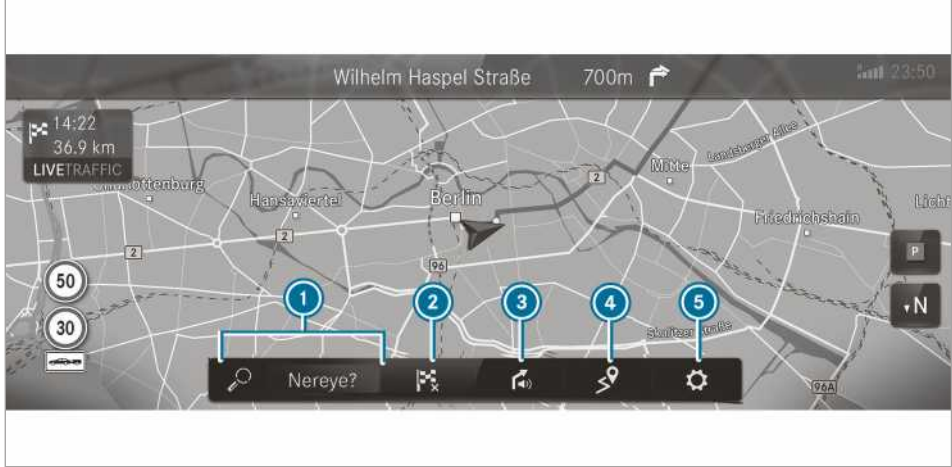 Wilhelm Haspel Straße 700m 23:50
14:22
36.9 km
LIVETRAFFIC
Mitte
Landsberger Allee
Hansaviertel
Berlin
Friedrichshain
Licht
2
2
2
96
P
N
50
30
1 2 3 4 5
Nereye?
96A